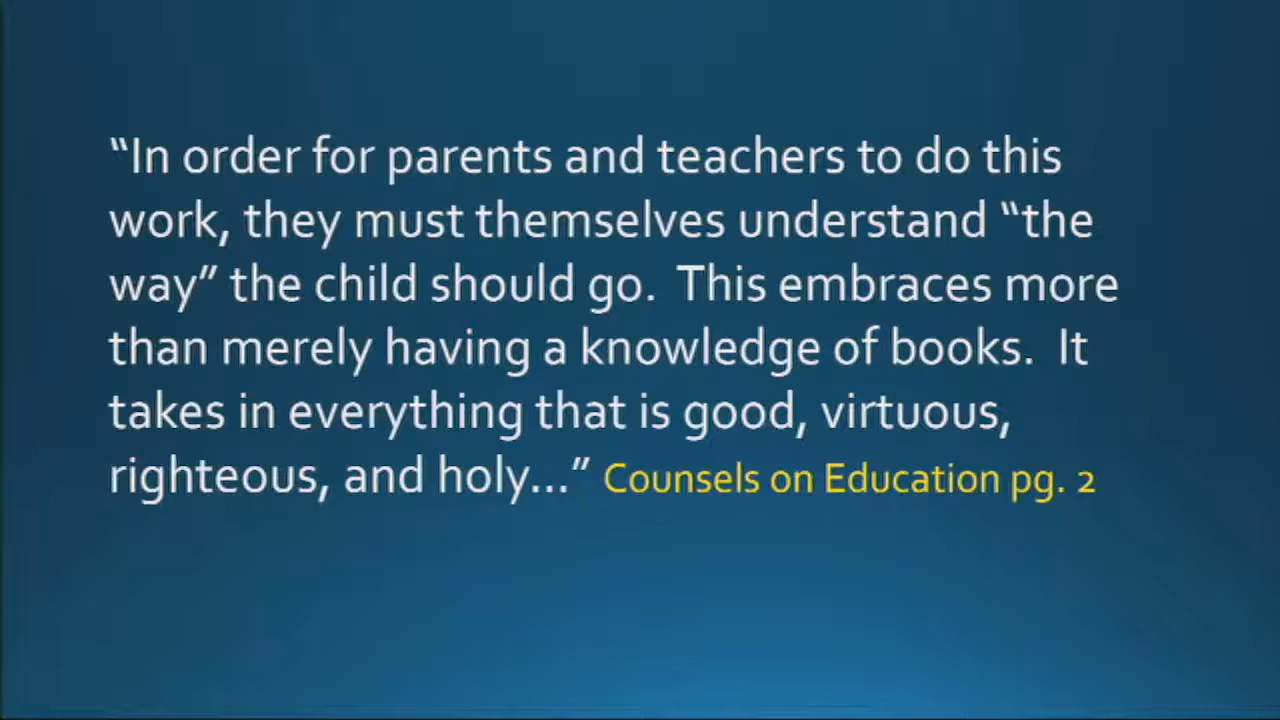 “In order for parents and teachers to do this
work, they must themselves understand “the
way” the child should go.  This embraces more
than merely having a knowledge of books.  It
takes in everything that is good, virtuous,
righteous, and holy...” Counsels on Education pg. 2